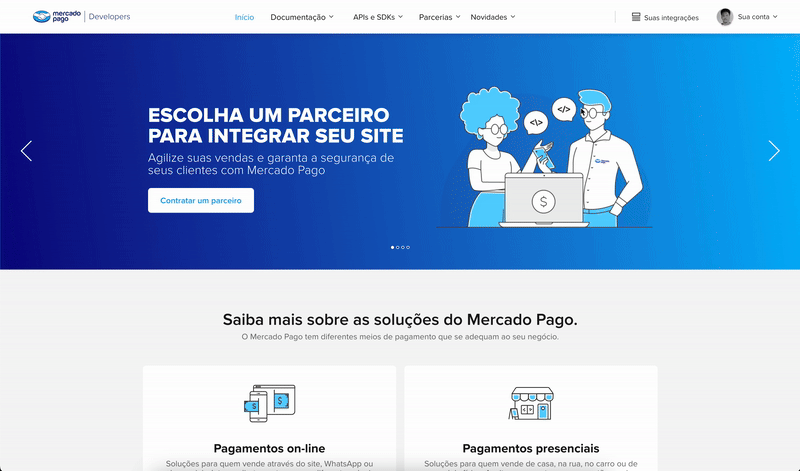 mercado
pago
Developers
Início
Documentação
APIs e SDKs
Parcerias
Novidades
Suas integrações
Sua conta
ESCOLHA UM PARCEIRO
PARA INTEGRAR SEU SITE
Agilize suas vendas e garanta a segurança de
seus clientes com Mercado Pago
Contratar um parceiro
</>
</>
$
Saiba mais sobre as soluções do Mercado Pago.
O Mercado Pago tem diferentes meios de pagamento que se adequam ao seu negócio.
$
$
</>
Pagamentos on-line
Pagamentos presenciais
Soluções para quem vende através do site, WhatsApp ou
Soluções para quem vende de casa, na rua, no carro ou de